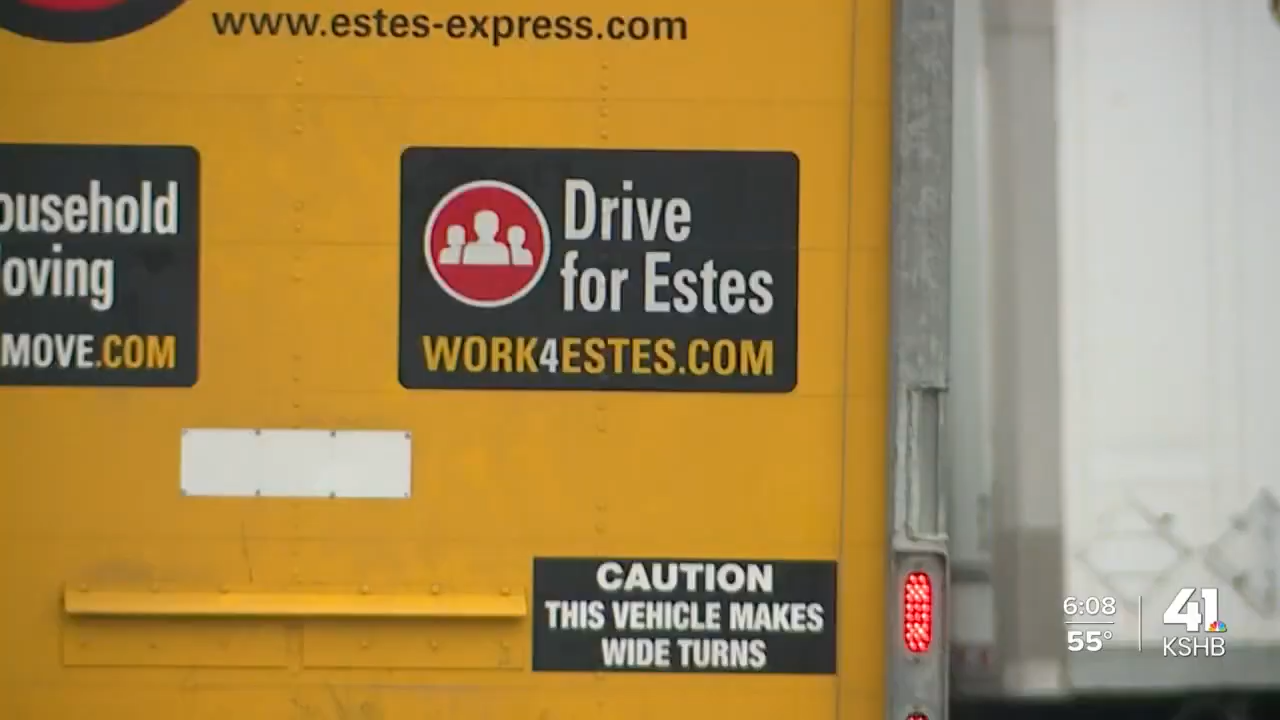 www.estes-express.com
ousehold
oving
MOVE.COM
Drive
for Estes
WORK4ESTES.COM
CAUTION
THIS VEHICLE MAKES
WIDE TURNS
6:08
55°
41
KSHB